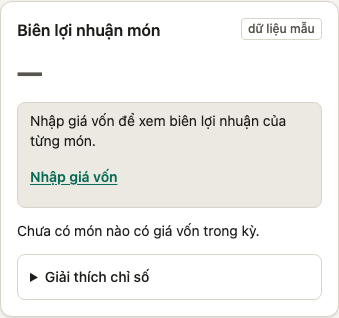 Biên lợi nhuận món
dữ liệu mẫu
—
Nhập giá vốn để xem biên lợi nhuận của
từng món.
Nhập giá vốn
Chưa có món nào có giá vốn trong kỳ.
▶ Giải thích chỉ số